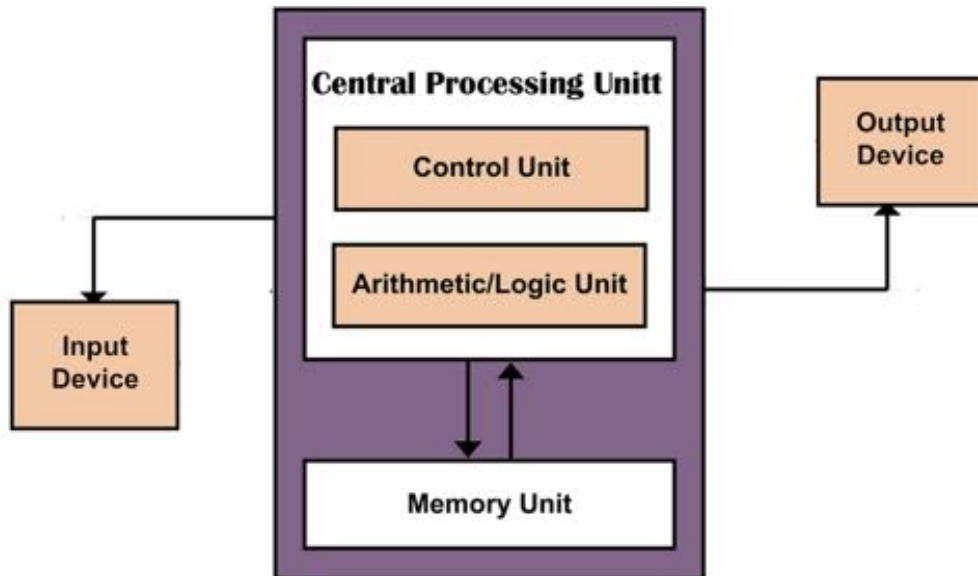 Central Processing Unitt
Control Unit
Arithmetic/Logic Unit
Memory Unit
Input
Device
Output
Device